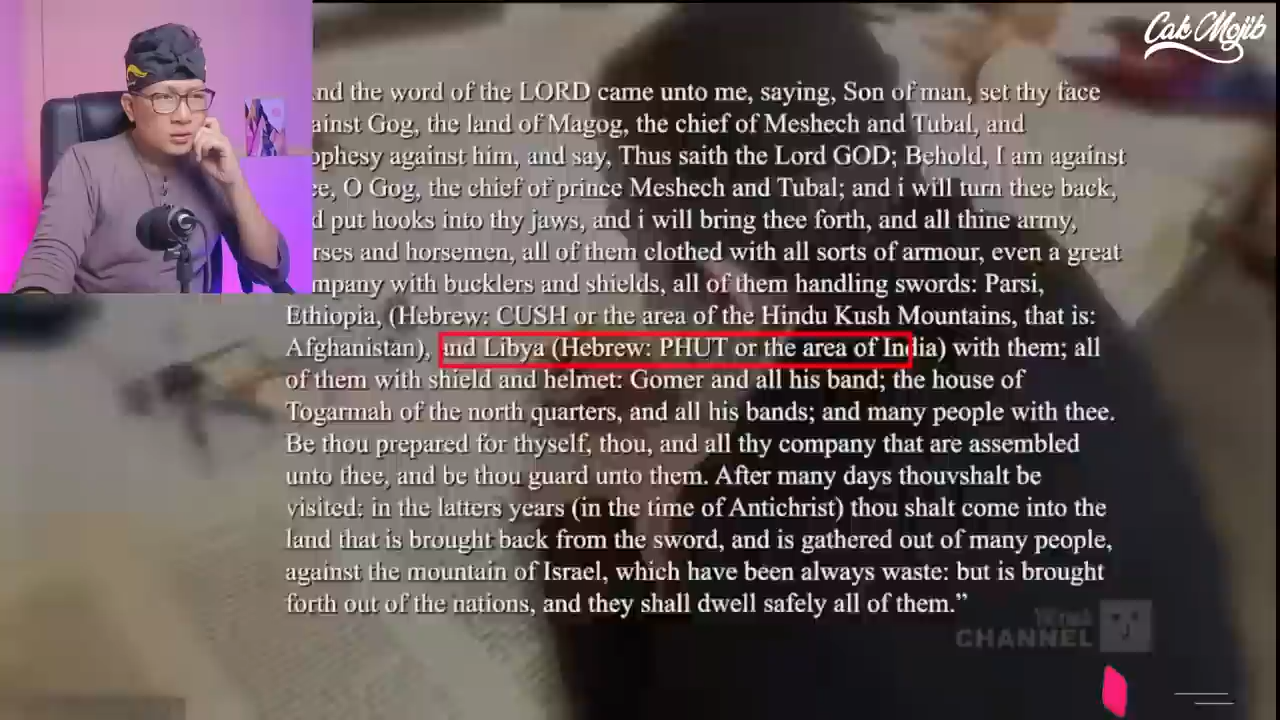 Cak Mojib
nd the word of the LORD came unto me, saying, Son of man, set thy face
ainst Gog, the land of Magog, the chief of Meshech and Tubal, and
ophesy against him, and say, Thus saith the Lord GOD; Behold, I am against
ee, O Gog, the chief of prince Meshech and Tubal; and i will turn thee back,
d put hooks into thy jaws, and i will bring thee forth, and all thine army,
rses and horsemen, all of them clothed with all sorts of armour, even a great
mpany with bucklers and shields, all of them handling swords: Parsi,
Ethiopia, (Hebrew: CUSH or the area of the Hindu Kush Mountains, that is:
Afghanistan), and Libya (Hebrew: PHUT or the area of India) with them; all
of them with shield and helmet: Gomer and all his band; the house of
Togarmah of the north quarters, and all his bands; and many people with thee.
Be thou prepared for thyself, thou, and all thy company that are assembled
unto thee, and be thou guard unto them. After many days thouvshalt be
visited: in the latters years (in the time of Antichrist) thou shalt come into the
land that is brought back from the sword, and is gathered out of many people,
against the mountain of Israel, which have been always waste: but is brought
forth out of the nations, and they shall dwell safely all of them.”
CHANNEL